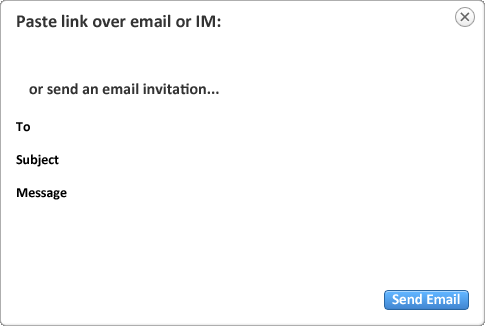 Paste link over email or IM:
or send an email invitation...
To
Subject
Message
Send Email